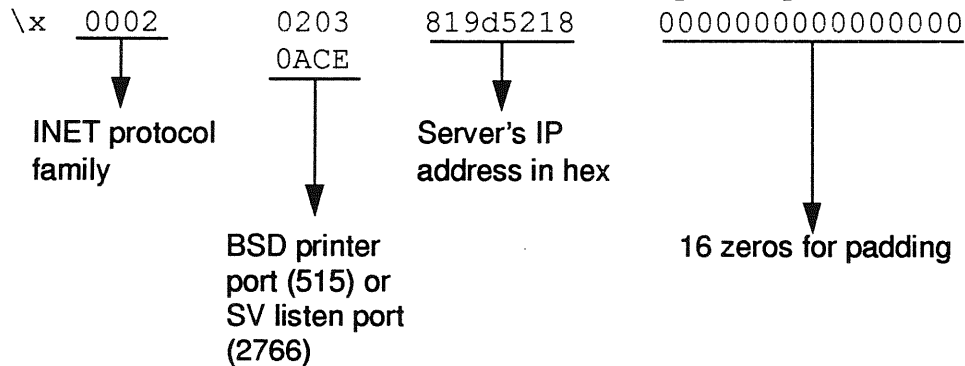 \x 0002 0203 819d5218 0000000000000000
0ACE
INET protocol
family
Server's IP
address in hex
BSD printer
port (515) or
SV listen port
(2766)
16 zeros for padding